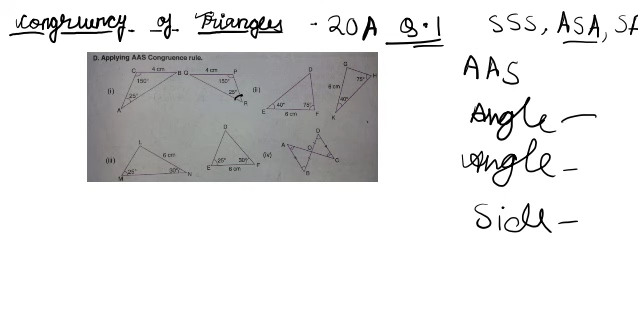 Congruency of Triangles - 20A Q.1 SSS, ASA, SA
AAS
Angle -
Angle -
Side -
D. Applying AAS Congruence rule.
(i) C 4 cm B 150° 25° A Q 4 cm P 150° 25° R
(ii) D 40° 75° E 6 cm F G H 75° 6 cm 40° K
(iii) L 6 cm 25° 30° M N D 25° 30° E 6 cm F
(iv) A D O C B